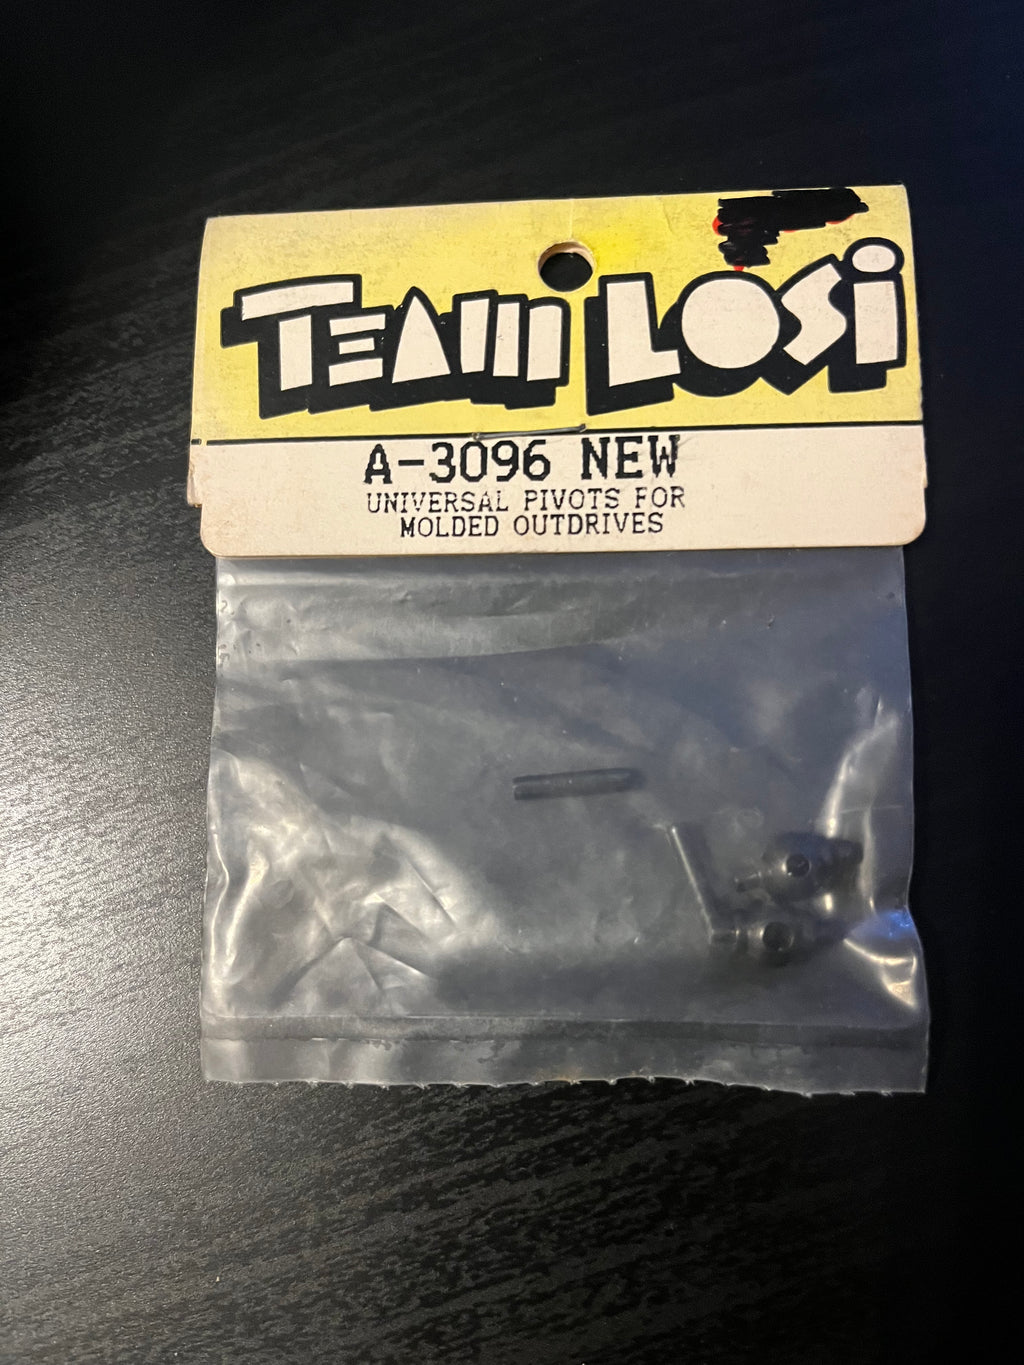 TEAM LOSi
A-3096 NEW
UNIVERSAL PIVOTS FOR
MOLDED OUTDRIVES